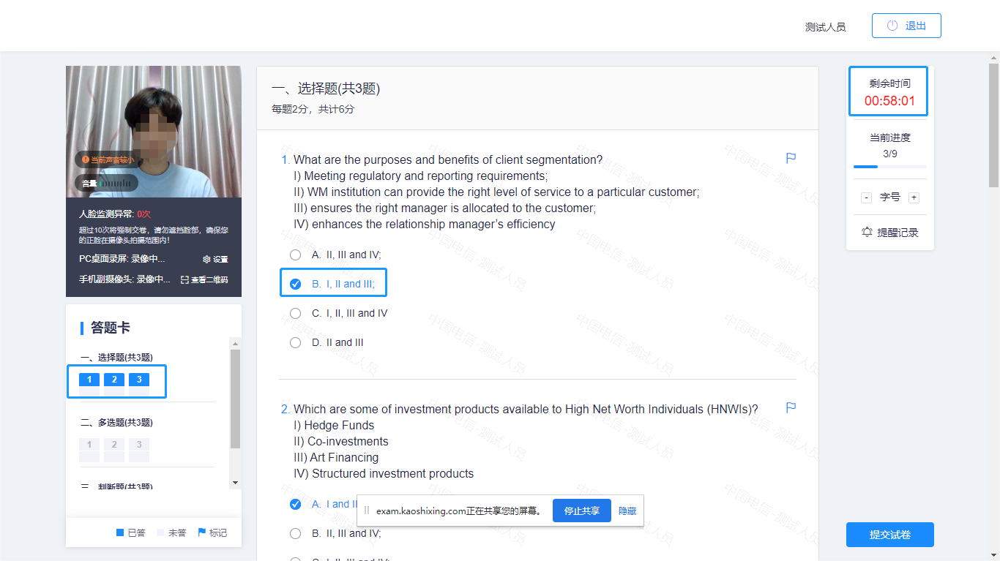 测试人员
退出
当前声音较小
音量
人脸监测异常: 0次
超过10次将强制交卷，请勿遮挡脸部，确保您
的正脸在摄像头拍摄范围内!
PC桌面录屏: 录像中...
设置
手机副摄像头: 录像中...
查看二维码
答题卡
一、选择题(共3题)
1 2 3
二、多选题(共3题)
1 2 3
三、判断题(共3题)
已答 未答 标记
一、选择题(共3题)
每题2分，共计6分
1. What are the purposes and benefits of client segmentation?
I) Meeting regulatory and reporting requirements;
II) WM institution can provide the right level of service to a particular customer;
III) ensures the right manager is allocated to the customer;
IV) enhances the relationship manager’s efficiency
A. II, III and IV;
B. I, II and III;
C. I, II, III and IV
D. II and III
2. Which are some of investment products available to High Net Worth Individuals (HNWIs)?
I) Hedge Funds
II) Co-investments
III) Art Financing
IV) Structured investment products
A. I and II
B. II, III and IV;
C. I, II, III and IV;
exam.kaoshixing.com正在共享您的屏幕。
停止共享
隐藏
剩余时间
00:58:01
当前进度
3/9
- 字号 +
提醒记录
提交试卷
中国电信-测试人员